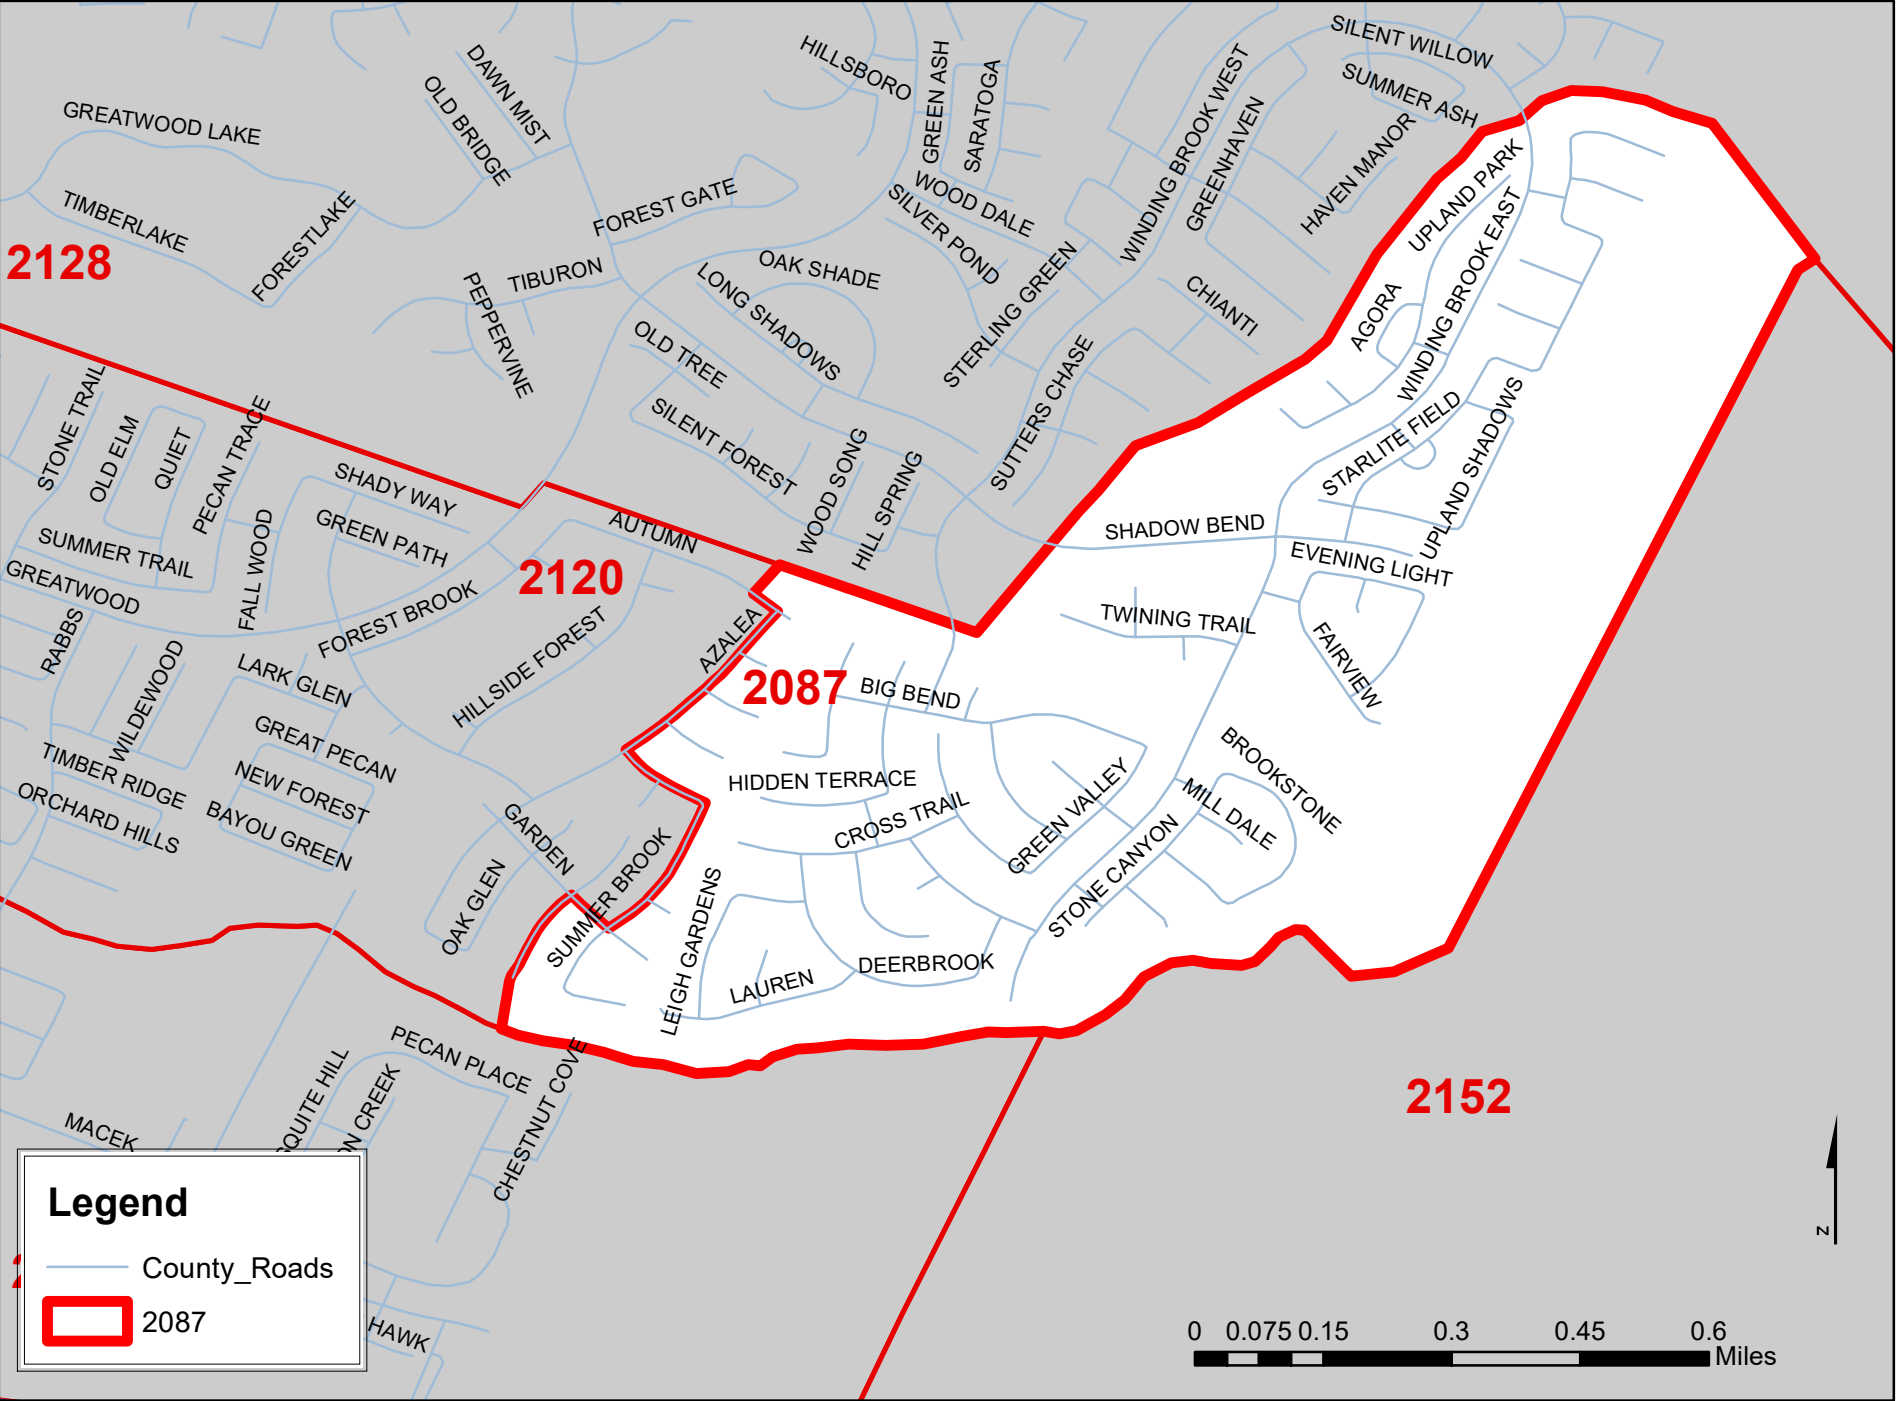 SILENT WILLOW
HILLSBORO
GREEN ASH
SARATOGA
DAWN MIST
OLD BRIDGE
SUMMER ASH
WINDING BROOK WEST
GREENHAVEN
HAVEN MANOR
GREATWOOD LAKE
TIMBERLAKE
FORESTLAKE
2128
FOREST GATE
WOOD DALE
SILVER POND
UPLAND PARK
WINDING BROOK EAST
TIBURON
PEPPERVINE
OAK SHADE
LONG SHADOWS
STERLING GREEN
CHIANTI
AGORA
OLD TREE
SILENT FOREST
SUTTERS CHASE
STARLITE FIELD
UPLAND SHADOWS
STONE TRAIL
OLD ELM
QUIET
PECAN TRACE
SHADY WAY
GREEN PATH
AUTUMN
WOOD SONG
HILL SPRING
SHADOW BEND
EVENING LIGHT
SUMMER TRAIL
GREATWOOD
FALL WOOD
FOREST BROOK
2120
HILLSIDE FOREST
AZALEA
TWINING TRAIL
FAIRVIEW
RABBS
WILDEWOOD
LARK GLEN
GREAT PECAN
2087
BIG BEND
BROOKSTONE
TIMBER RIDGE
NEW FOREST
ORCHARD HILLS
BAYOU GREEN
HIDDEN TERRACE
CROSS TRAIL
GREEN VALLEY
MILL DALE
GARDEN
OAK GLEN
SUMMER BROOK
LEIGH GARDENS
STONE CANYON
LAUREN
DEERBROOK
PECAN PLACE
CHESTNUT COVE
SQUITE HILL
ON CREEK
MACEK
2152
HAWK
Legend
County_Roads
2087
N
0 0.075 0.15 0.3 0.45 0.6
Miles